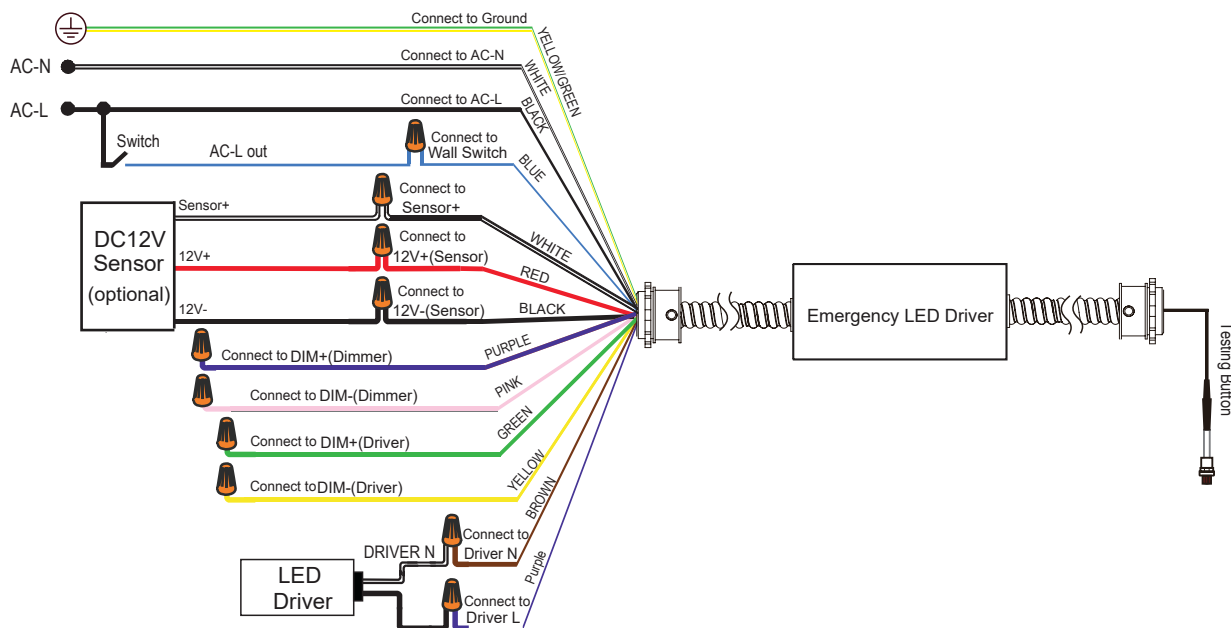 Connect to Ground
YELLOW/GREEN
AC-N
Connect to AC-N
WHITE
AC-L
Connect to AC-L
BLACK
Switch
AC-L out
Connect to
Wall Switch
BLUE
DC12V
Sensor
(optional)
Sensor+
Connect to
Sensor+
WHITE
12V+
Connect to
12V+(Sensor)
RED
12V-
Connect to
12V-(Sensor)
BLACK
Connect to DIM+(Dimmer)
PURPLE
Connect to DIM-(Dimmer)
PINK
Connect to DIM+(Driver)
GREEN
Connect toDIM-(Driver)
YELLOW
BROWN
DRIVER N
Connect to
Driver N
Purple
LED
Driver
Connect to
Driver L
Emergency LED Driver
Testing Button